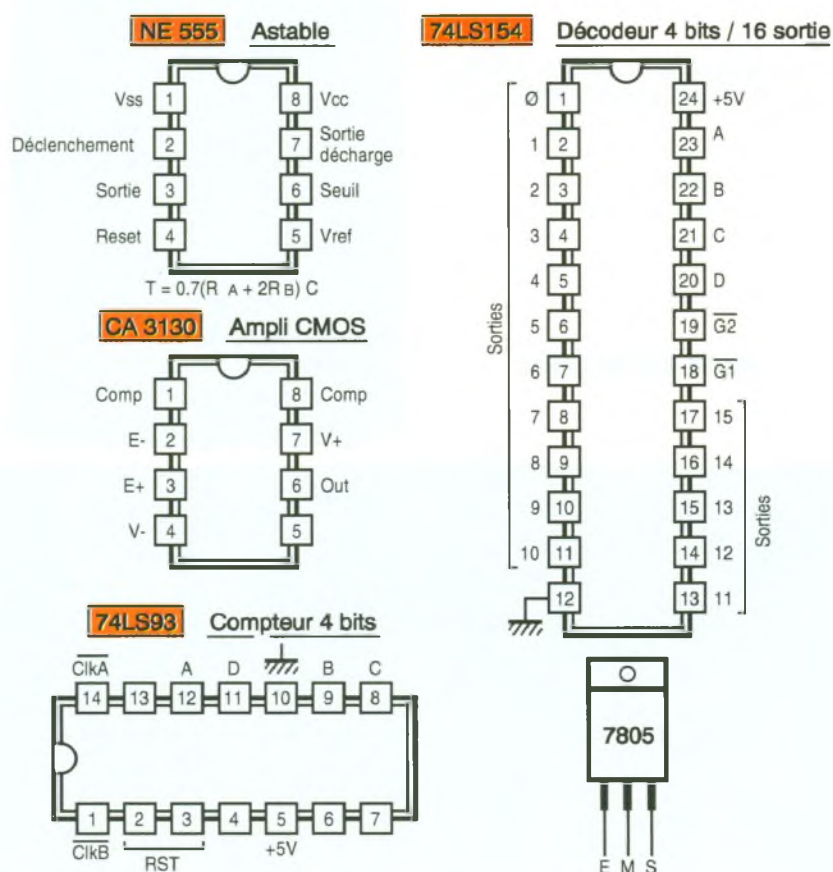 NE 555 Astable
Vss 1 8 Vcc
Déclenchement 2 7 Sortie décharge
Sortie 3 6 Seuil
Reset 4 5 Vref
T = 0.7(R A + 2R B) C
CA 3130 Ampli CMOS
Comp 1 8 Comp
E- 2 7 V+
E+ 3 6 Out
V- 4 5
74LS93 Compteur 4 bits
ClkA A D B C
14 13 12 11 10 9 8
1 2 3 4 5 6 7
ClkB RST +5V
74LS154 Décodeur 4 bits / 16 sortie
Ø 1 24 +5V
1 2 23 A
2 3 22 B
3 4 21 C
4 5 20 D
5 6 19 G2
6 7 18 G1
7 8 17 15
8 9 16 14
9 10 15 13
10 11 14 12
12 13 11
Sorties
Sorties
7805
E M S